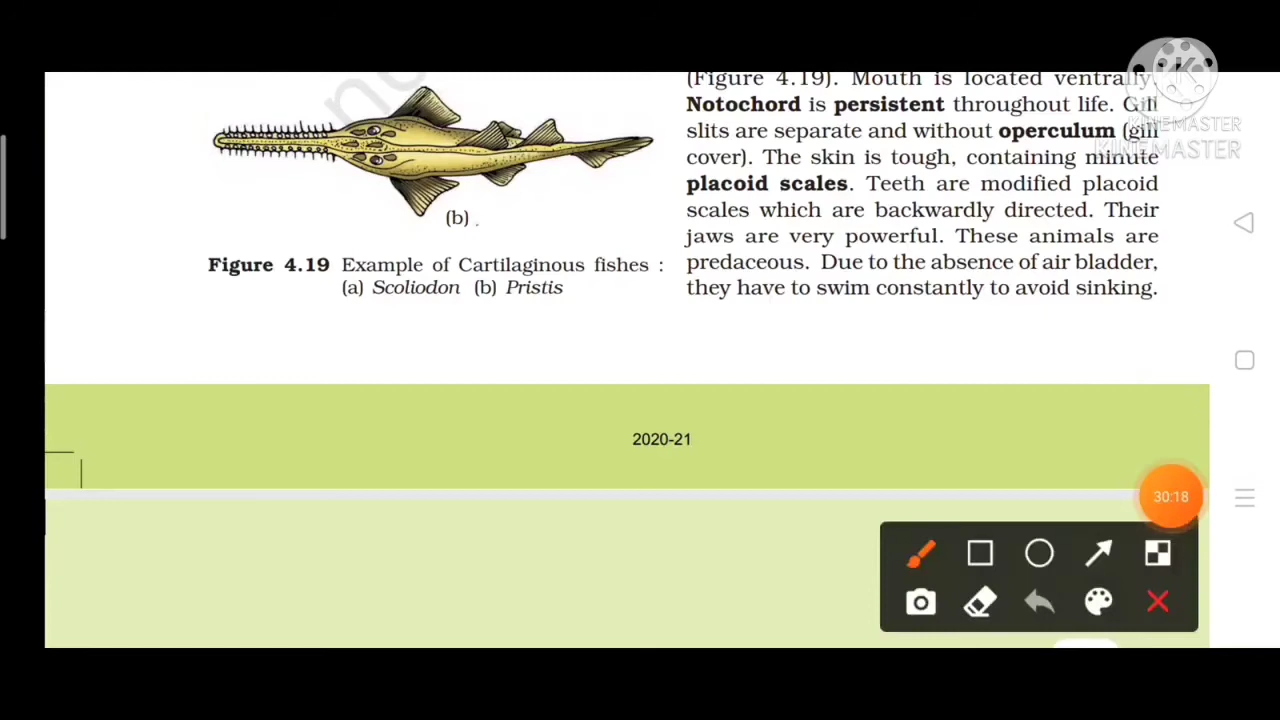 (Figure 4.19). Mouth is located ventrally.
Notochord is persistent throughout life. Gill
slits are separate and without operculum (gill
cover). The skin is tough, containing minute
placoid scales. Teeth are modified placoid
scales which are backwardly directed. Their
jaws are very powerful. These animals are
predaceous. Due to the absence of air bladder,
they have to swim constantly to avoid sinking.
(b) .
Figure 4.19 Example of Cartilaginous fishes :
(a) Scoliodon (b) Pristis
2020-21
30:18
KINEMASTER
KINEMASTER